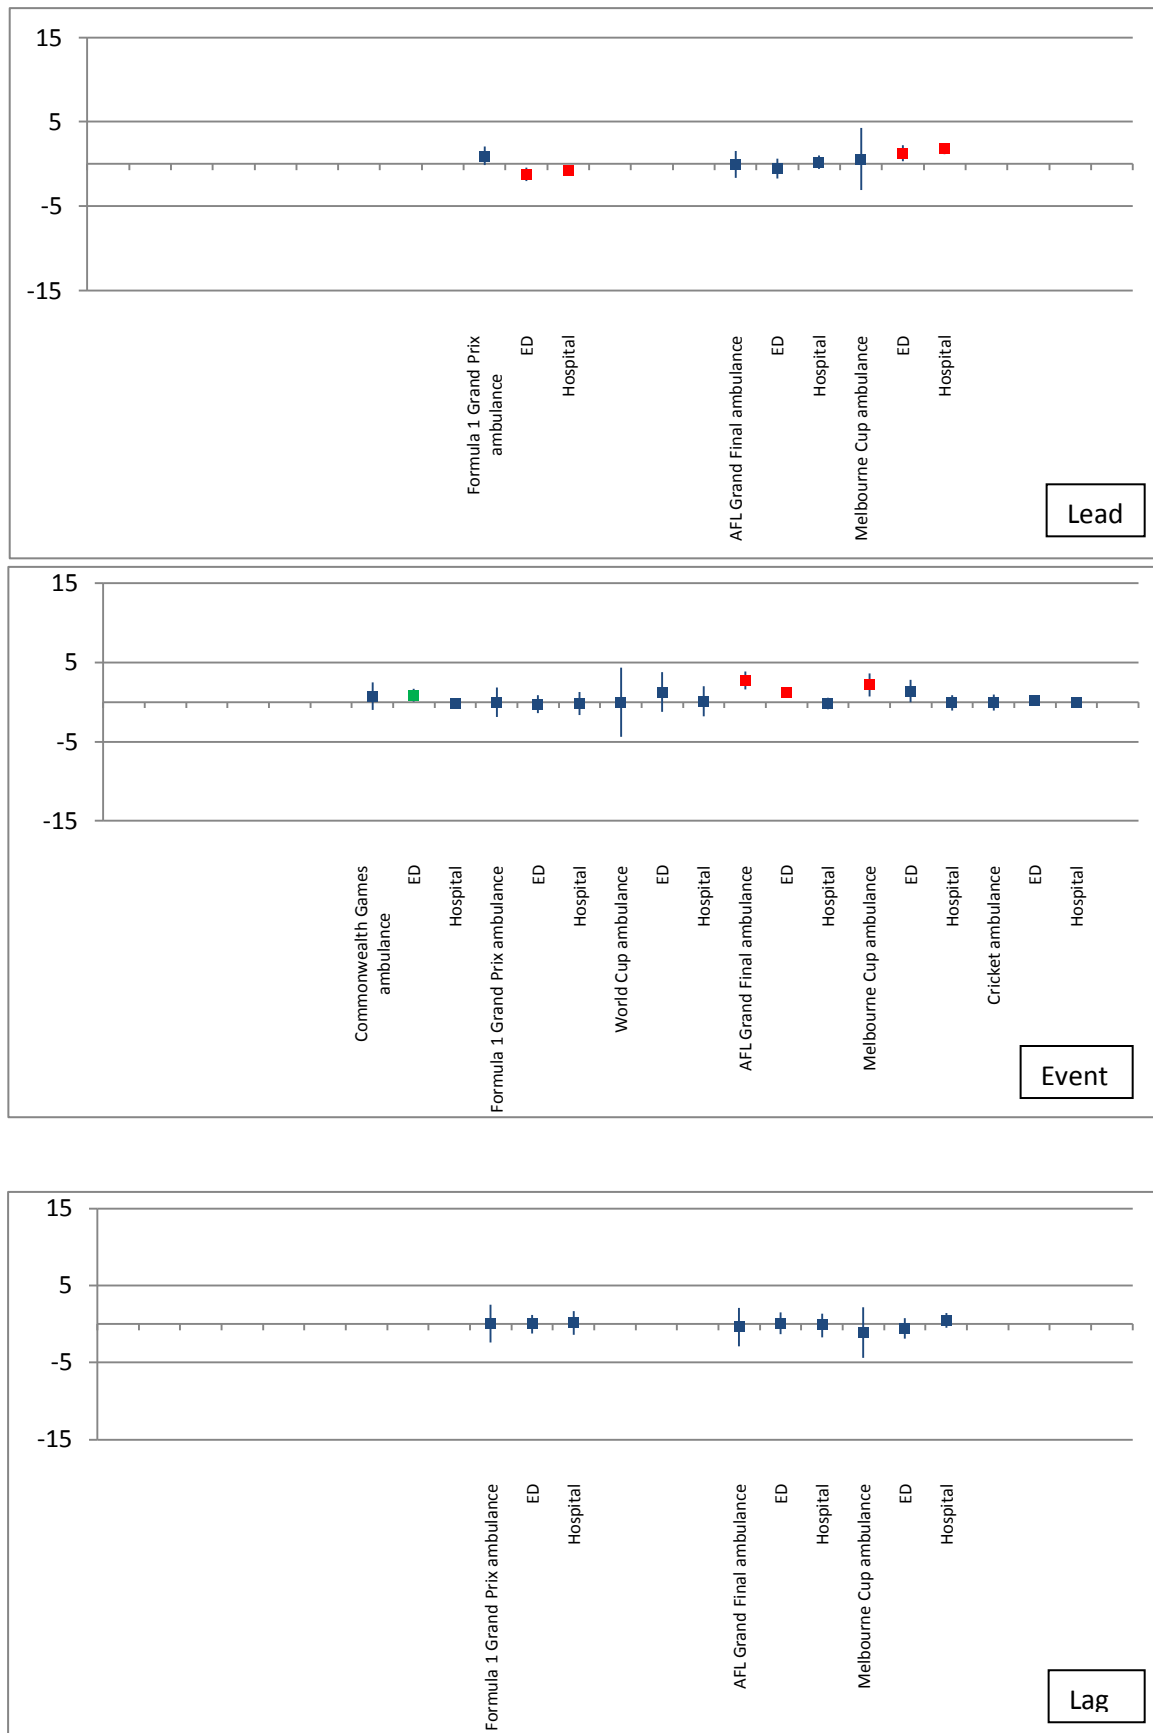 15
5
-5
-15
Formula 1 Grand Prix
ambulance
ED
Hospital
AFL Grand Final ambulance
ED
Hospital
Melbourne Cup ambulance
ED
Hospital
Lead
15
5
-5
-15
Commonwealth Games
ambulance
ED
Hospital
Formula 1 Grand Prix ambulance
ED
Hospital
World Cup ambulance
ED
Hospital
AFL Grand Final ambulance
ED
Hospital
Melbourne Cup ambulance
ED
Hospital
Cricket ambulance
ED
Hospital
Event
15
5
-5
-15
Formula 1 Grand Prix ambulance
ED
Hospital
AFL Grand Final ambulance
ED
Hospital
Melbourne Cup ambulance
ED
Hospital
Lag